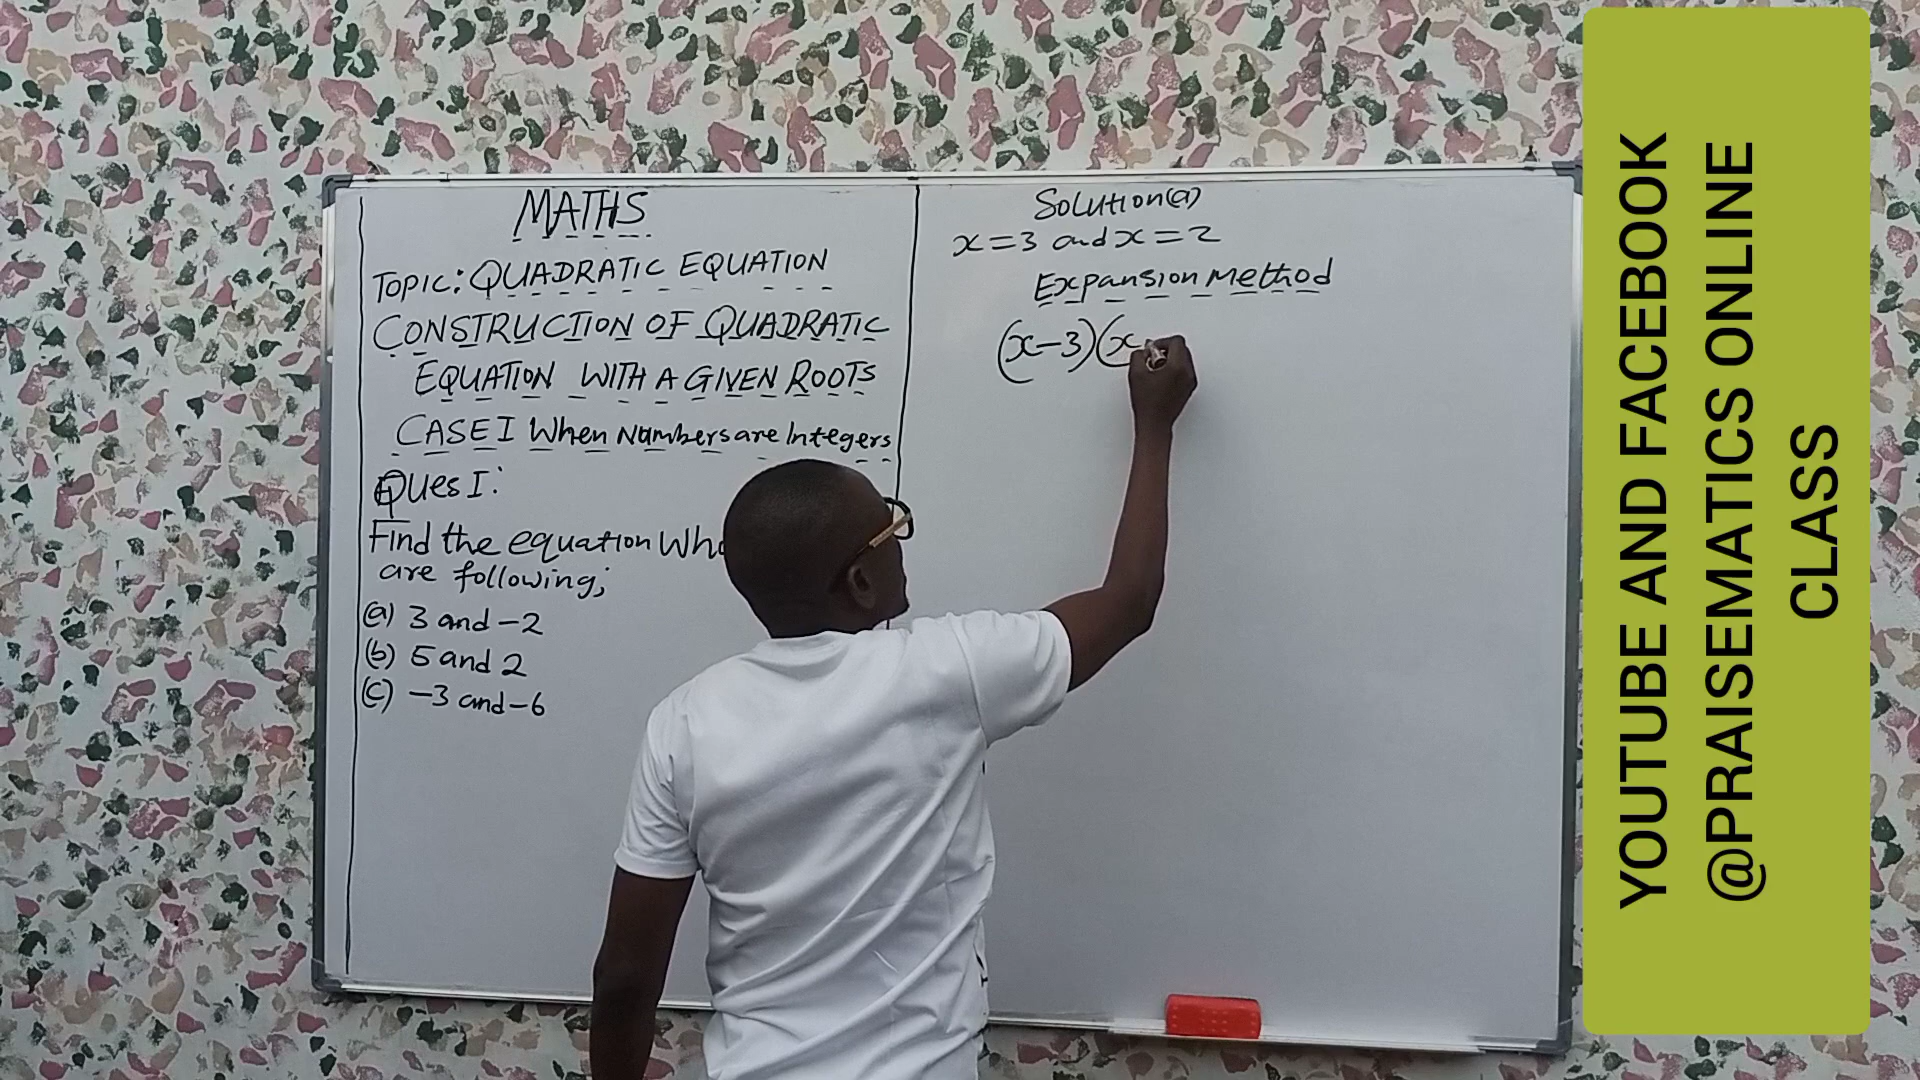 MATHS
TOPIC: QUADRATIC EQUATION
CONSTRUCTION OF QUADRATIC
EQUATION WITH A GIVEN ROOTS
CASE I When Numbers are Integers
Ques I:
Find the equation
are following;
(a) 3 and -2
(b) 5 and 2
(c) -3 and -6
Solution(a)
x = 3 and x = 2
Expansion Method
(x-3)(x
YOUTUBE AND FACEBOOK
@PRAISEMATICS ONLINE
CLASS